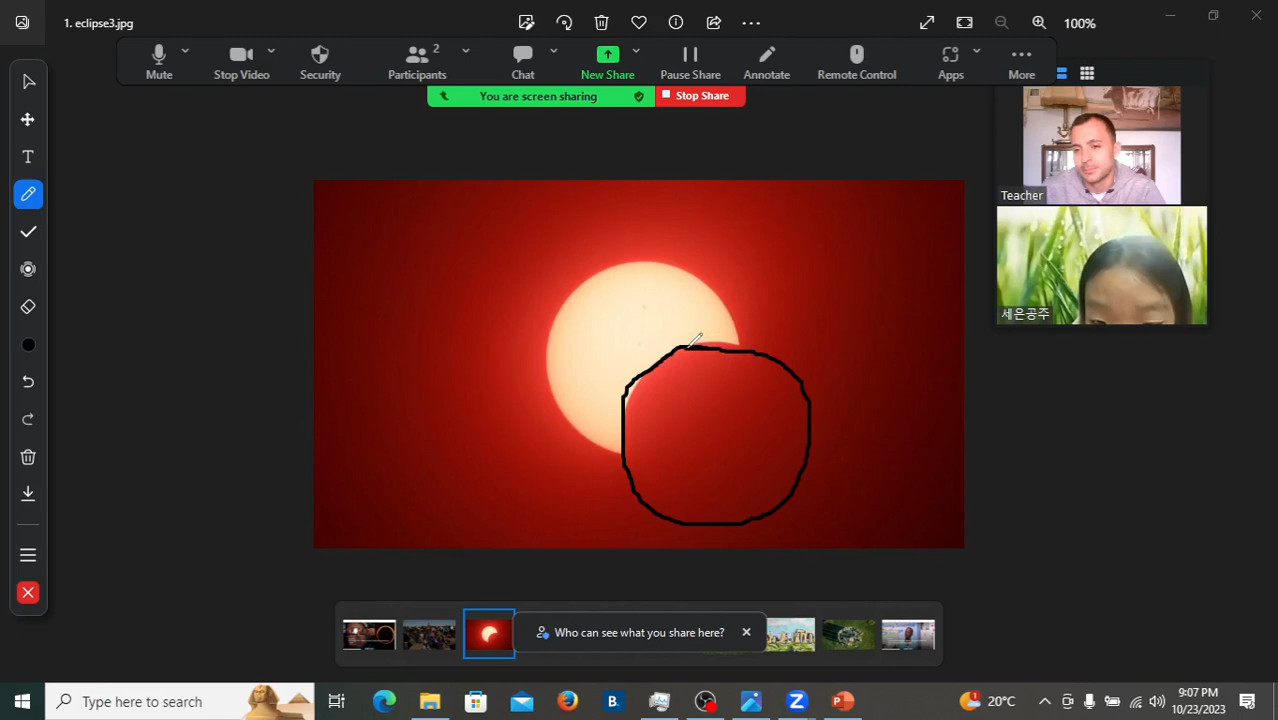 1. eclipse3.jpg
100%
Mute
Stop Video
Security
Participants
2
Chat
New Share
Pause Share
Annotate
Remote Control
Apps
More
You are screen sharing
Stop Share
Teacher
세은공주
Who can see what you share here?
Type here to search
1
20°C
9:07 PM
10/23/2023